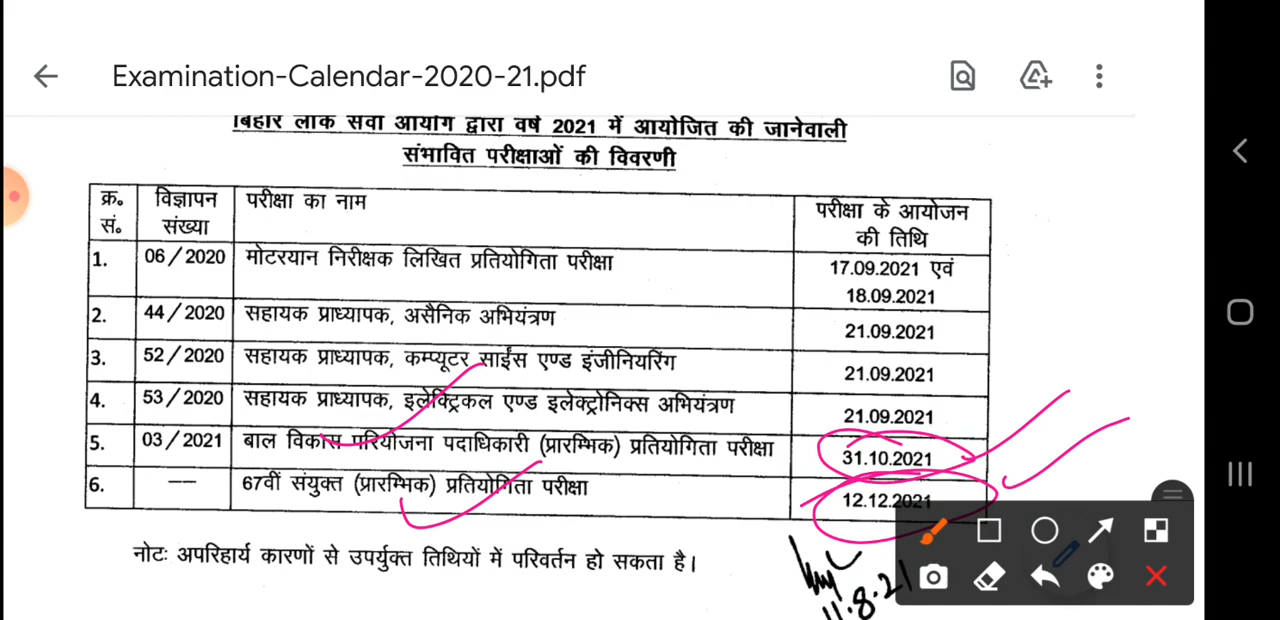 Examination-Calendar-2020-21.pdf
बिहार लोक सेवा आयोग द्वारा वर्ष 2021 में आयोजित की जानेवाली
संभावित परीक्षाओं की विवरणी
क्र० सं० विज्ञापन संख्या परीक्षा का नाम परीक्षा के आयोजन की तिथि
1. 06/2020 मोटरयान निरीक्षक लिखित प्रतियोगिता परीक्षा 17.09.2021 एवं 18.09.2021
2. 44/2020 सहायक प्राध्यापक, असैनिक अभियंत्रण 21.09.2021
3. 52/2020 सहायक प्राध्यापक, कम्प्यूटर साईंस एण्ड इंजीनियरिंग 21.09.2021
4. 53/2020 सहायक प्राध्यापक, इलेक्ट्रिकल एण्ड इलेक्ट्रोनिक्स अभियंत्रण 21.09.2021
5. 03/2021 बाल विकास परियोजना पदाधिकारी (प्रारम्भिक) प्रतियोगिता परीक्षा 31.10.2021
6. — 67वीं संयुक्त (प्रारम्भिक) प्रतियोगिता परीक्षा 12.12.2021
नोटः अपरिहार्य कारणों से उपर्युक्त तिथियों में परिवर्तन हो सकता है।
11.8.21